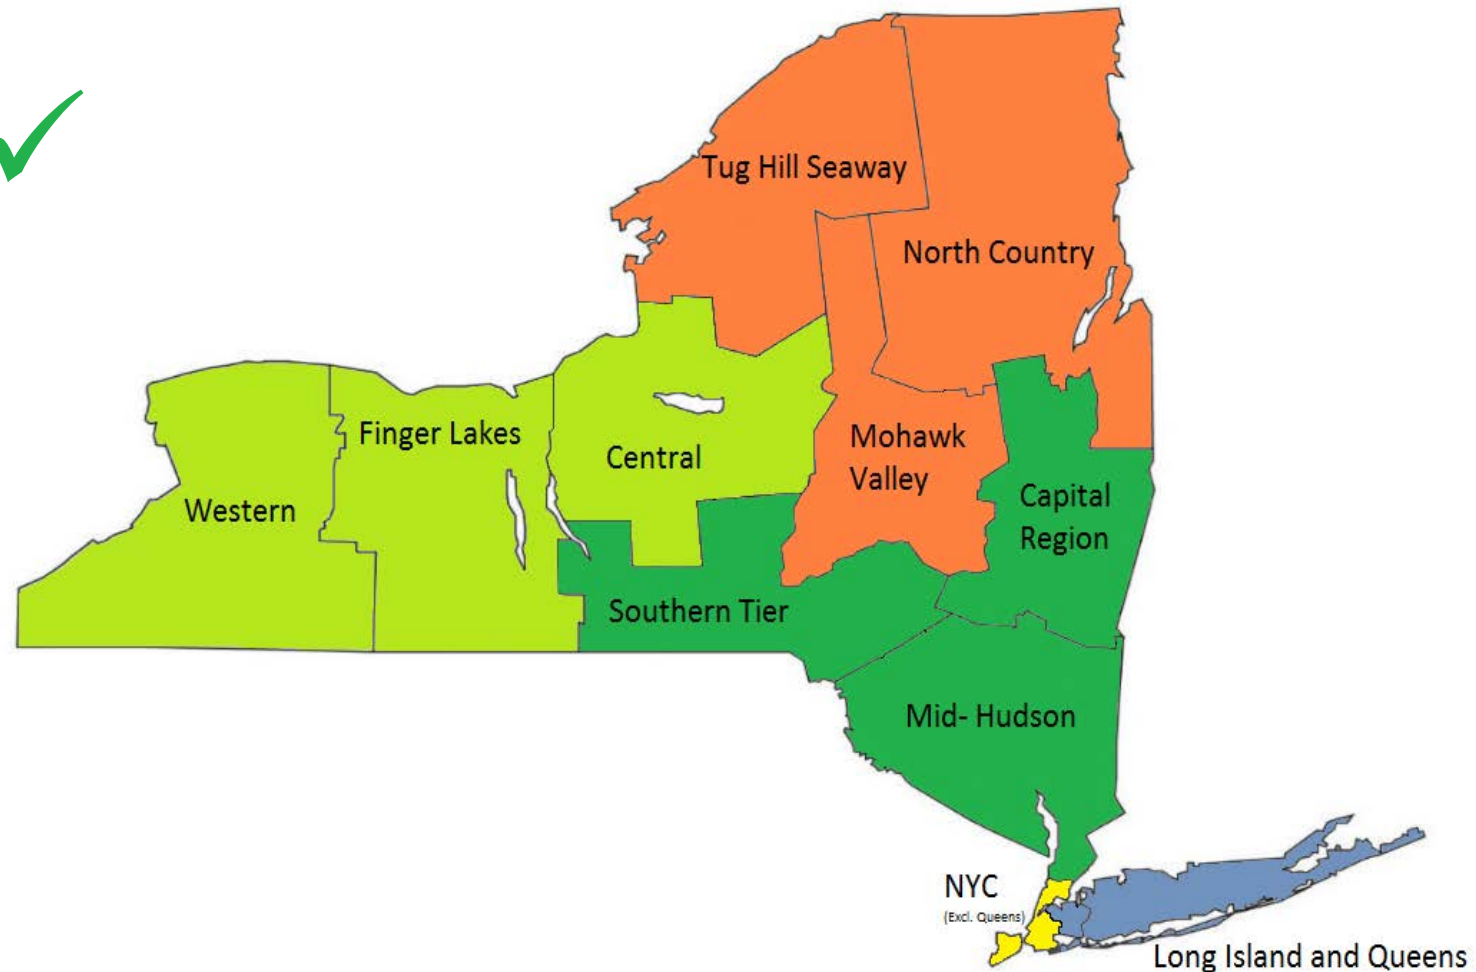 Tug Hill Seaway
North Country
Finger Lakes
Central
Mohawk
Valley
Western
Capital
Region
Southern Tier
Mid- Hudson
NYC
(Excl. Queens)
Long Island and Queens